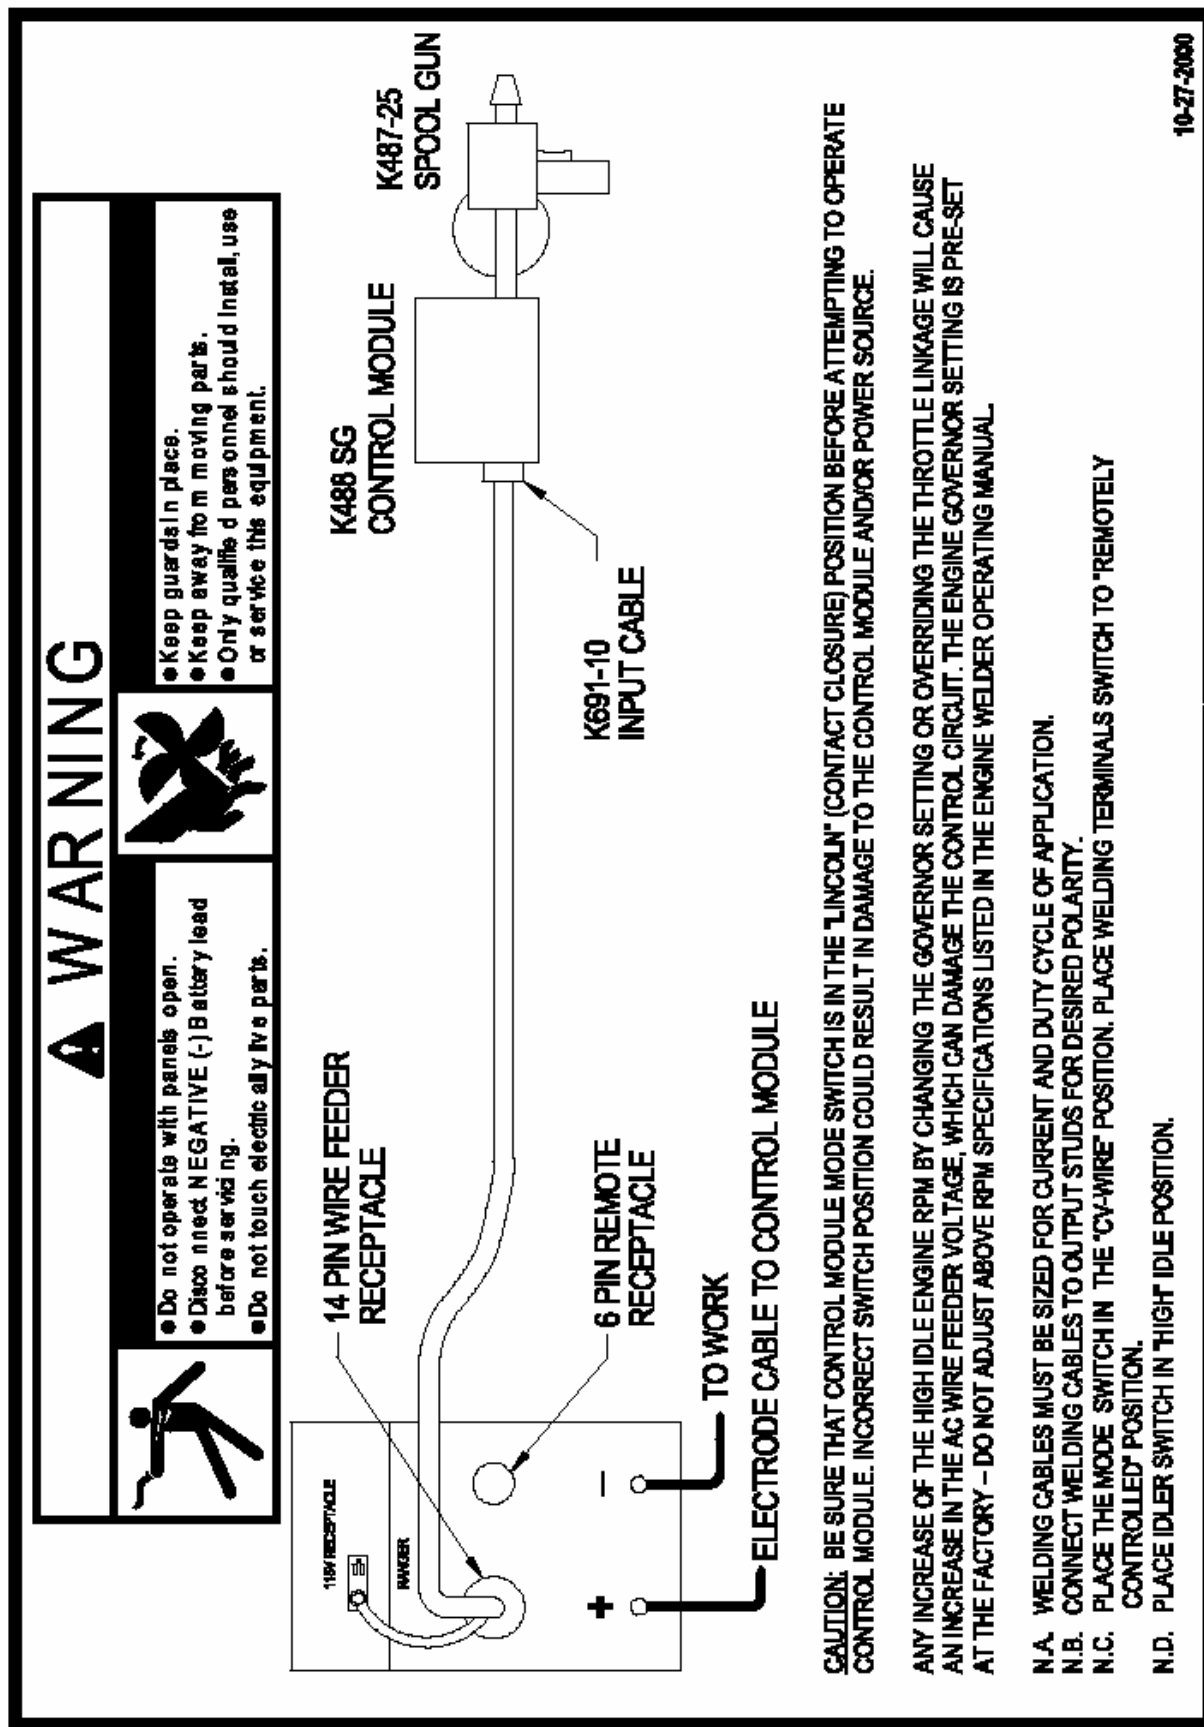 WARNING
● Do not operate with panels open.
● Disconnect NEGATIVE (-) Battery lead
before servicing.
● Do not touch electrically live parts.
● Keep guards in place.
● Keep away from moving parts.
● Only qualified personnel should install, use
or service this equipment.
115V RECEPTACLE
RANGER
14 PIN WIRE FEEDER
RECEPTACLE
6 PIN REMOTE
RECEPTACLE
+
-
TO WORK
ELECTRODE CABLE TO CONTROL MODULE
K691-10
INPUT CABLE
K488 SG
CONTROL MODULE
K487-25
SPOOL GUN
CAUTION: BE SURE THAT CONTROL MODULE MODE SWITCH IS IN THE "LINCOLN" (CONTACT CLOSURE) POSITION BEFORE ATTEMPTING TO OPERATE
CONTROL MODULE. INCORRECT SWITCH POSITION COULD RESULT IN DAMAGE TO THE CONTROL MODULE AND/OR POWER SOURCE.
ANY INCREASE OF THE HIGH IDLE ENGINE RPM BY CHANGING THE GOVERNOR SETTING OR OVERRIDING THE THROTTLE LINKAGE WILL CAUSE
AN INCREASE IN THE AC WIRE FEEDER VOLTAGE, WHICH CAN DAMAGE THE CONTROL CIRCUIT. THE ENGINE GOVERNOR SETTING IS PRE-SET
AT THE FACTORY - DO NOT ADJUST ABOVE RPM SPECIFICATIONS LISTED IN THE ENGINE WELDER OPERATING MANUAL.
N.A. WELDING CABLES MUST BE SIZED FOR CURRENT AND DUTY CYCLE OF APPLICATION.
N.B. CONNECT WELDING CABLES TO OUTPUT STUDS FOR DESIRED POLARITY.
N.C. PLACE THE MODE SWITCH IN THE "CV-WIRE" POSITION. PLACE WELDING TERMINALS SWITCH TO "REMOTELY
CONTROLLED" POSITION.
N.D. PLACE IDLER SWITCH IN "HIGH" IDLE POSITION.
10-27-2000